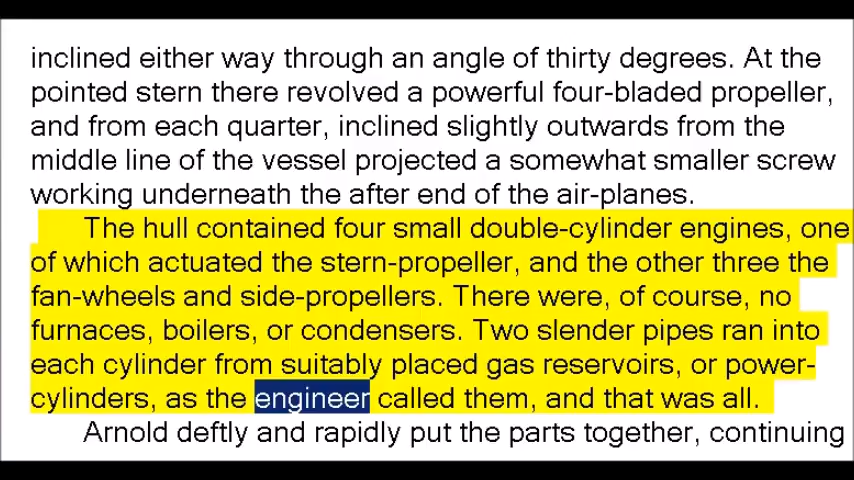 inclined either way through an angle of thirty degrees. At the
pointed stern there revolved a powerful four-bladed propeller,
and from each quarter, inclined slightly outwards from the
middle line of the vessel projected a somewhat smaller screw
working underneath the after end of the air-planes.
The hull contained four small double-cylinder engines, one
of which actuated the stern-propeller, and the other three the
fan-wheels and side-propellers. There were, of course, no
furnaces, boilers, or condensers. Two slender pipes ran into
each cylinder from suitably placed gas reservoirs, or power-
cylinders, as the engineer called them, and that was all.
Arnold deftly and rapidly put the parts together, continuing